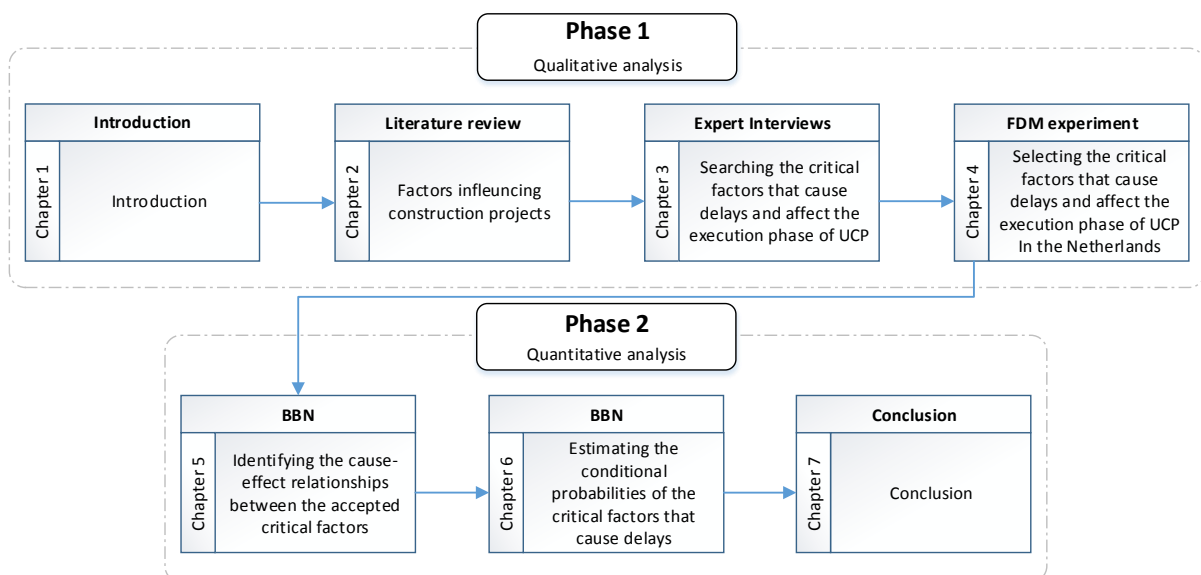 Phase 1
Qualitative analysis
Introduction
Chapter 1
Introduction
Literature review
Chapter 2
Factors infleuncing
construction projects
Expert Interviews
Chapter 3
Searching the critical
factors that cause
delays and affect the
execution phase of UCP
FDM experiment
Chapter 4
Selecting the critical
factors that cause
delays and affect the
execution phase of UCP
In the Netherlands
Phase 2
Quantitative analysis
BBN
Chapter 5
Identifying the cause-
effect relationships
between the accepted
critical factors
BBN
Chapter 6
Estimating the
conditional
probabilities of the
critical factors that
cause delays
Conclusion
Chapter 7
Conclusion